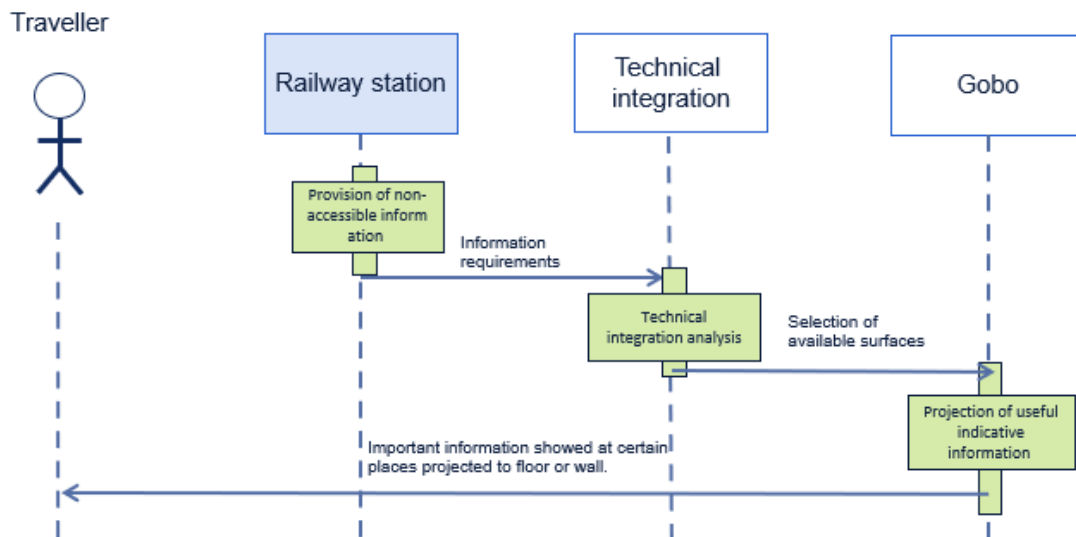 Traveller
Railway station
Technical
integration
Gobo
Provision of non-
accessible inform
ation
Information
requirements
Technical
integration analysis
Selection of
available surfaces
Projection of useful
indicative
information
Important information showed at certain
places projected to floor or wall.